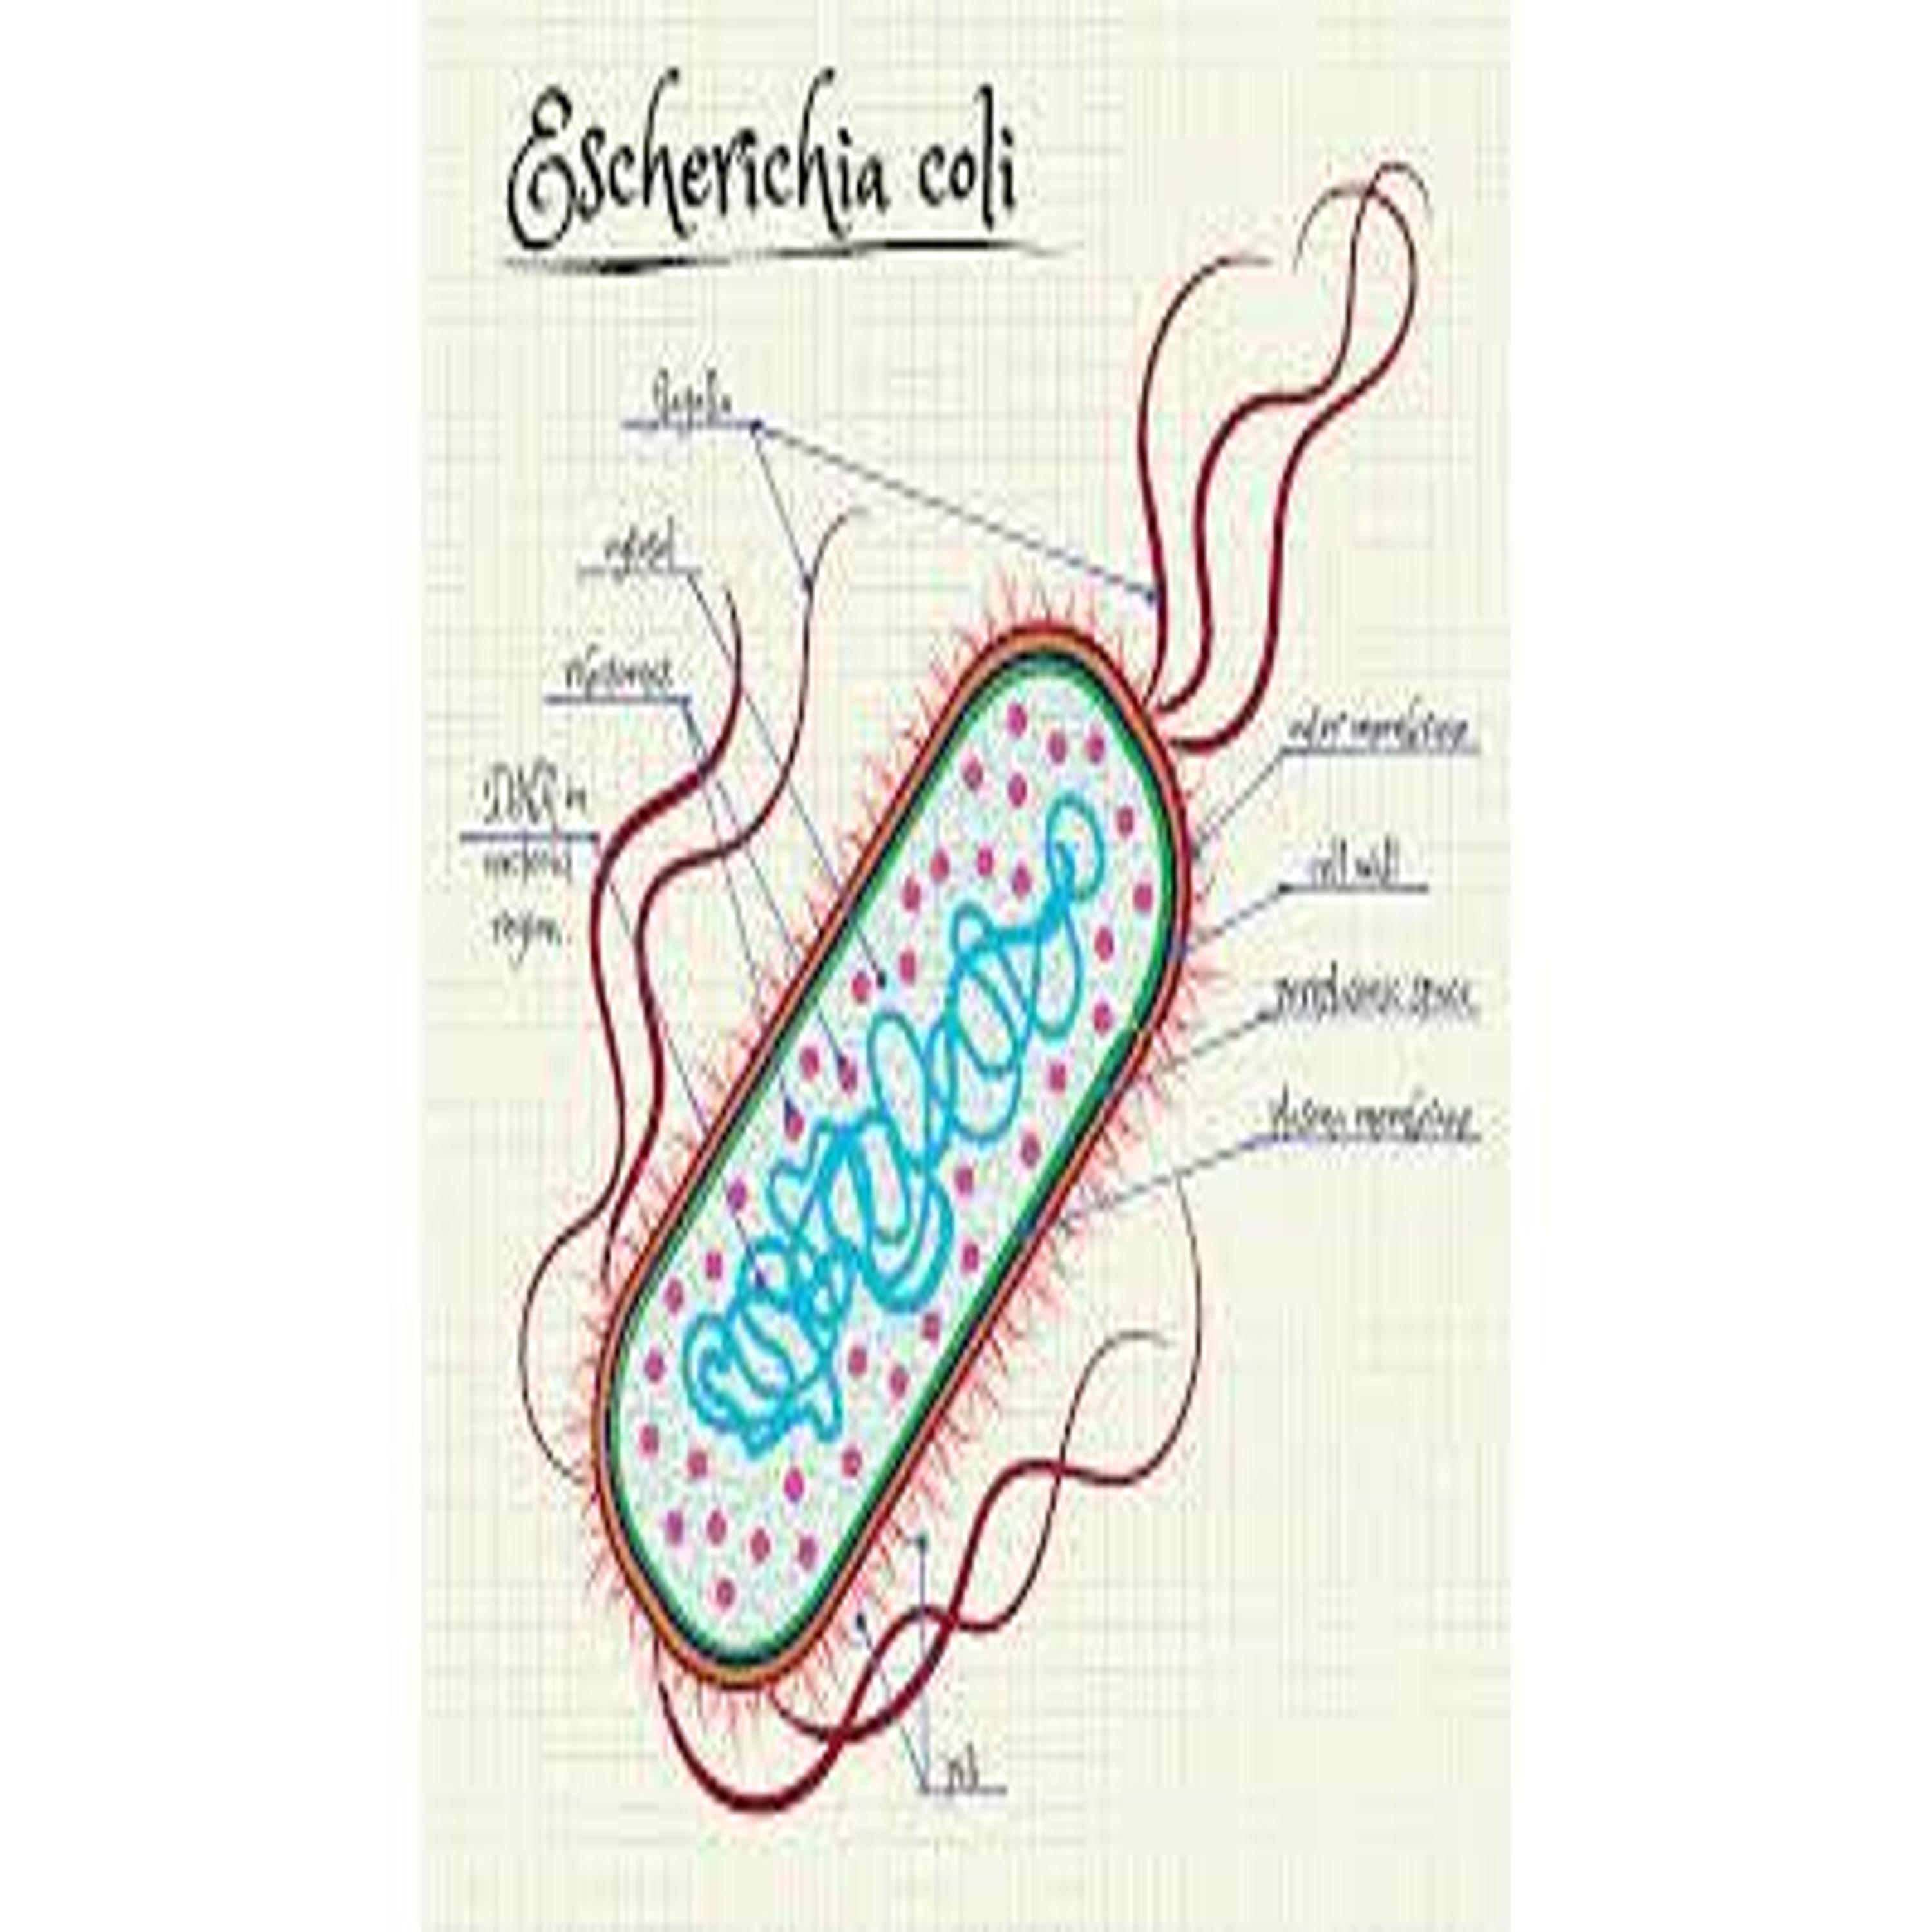 Escherichia coli
flagella
cytosol
ribosomes
DNA in
nucleoid
region
outer membrane
cell wall
periplasmic space
plasma membrane
pili